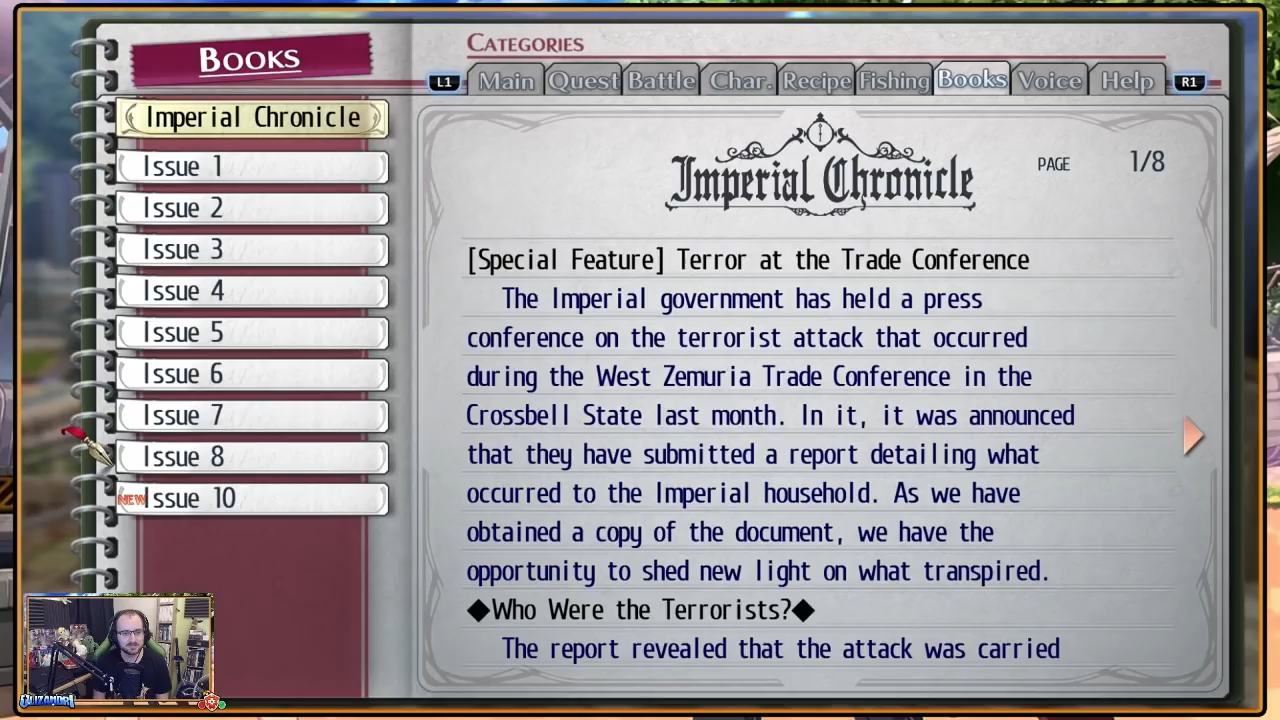 BOOKS
Imperial Chronicle
Issue 1
Issue 2
Issue 3
Issue 4
Issue 5
Issue 6
Issue 7
Issue 8
NEW
Issue 10
CATEGORIES
L1
Main
Quest
Battle
Char.
Recipe
Fishing
Books
Voice
Help
R1
Imperial Chronicle
PAGE 1/8
[Special Feature] Terror at the Trade Conference
The Imperial government has held a press
conference on the terrorist attack that occurred
during the West Zemuria Trade Conference in the
Crossbell State last month. In it, it was announced
that they have submitted a report detailing what
occurred to the Imperial household. As we have
obtained a copy of the document, we have the
opportunity to shed new light on what transpired.
◆Who Were the Terrorists?◆
The report revealed that the attack was carried